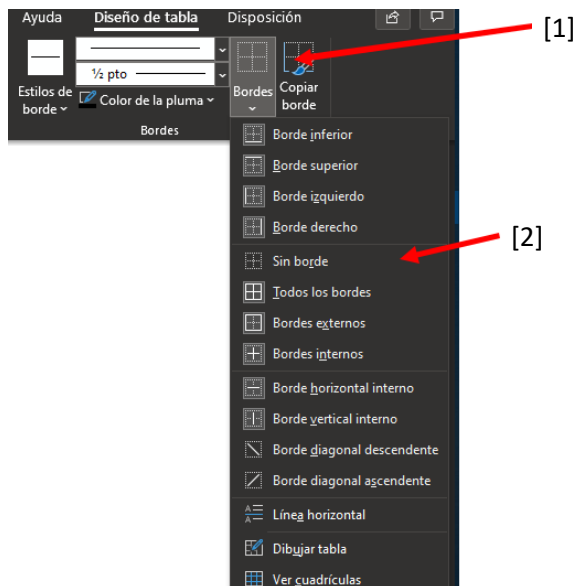 Ayuda Diseño de tabla Disposición
[1]
½ pto
Estilos de borde
Color de la pluma
Bordes
Copiar borde
Bordes
Borde inferior
Borde superior
Borde izquierdo
Borde derecho
[2]
Sin borde
Todos los bordes
Bordes externos
Bordes internos
Borde horizontal interno
Borde vertical interno
Borde diagonal descendente
Borde diagonal ascendente
Línea horizontal
Dibujar tabla
Ver cuadrículas